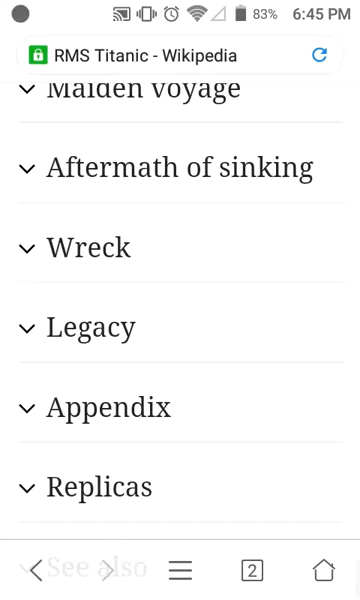 83% 6:45 PM
RMS Titanic - Wikipedia
Maiden voyage
Aftermath of sinking
Wreck
Legacy
Appendix
Replicas
See also
2